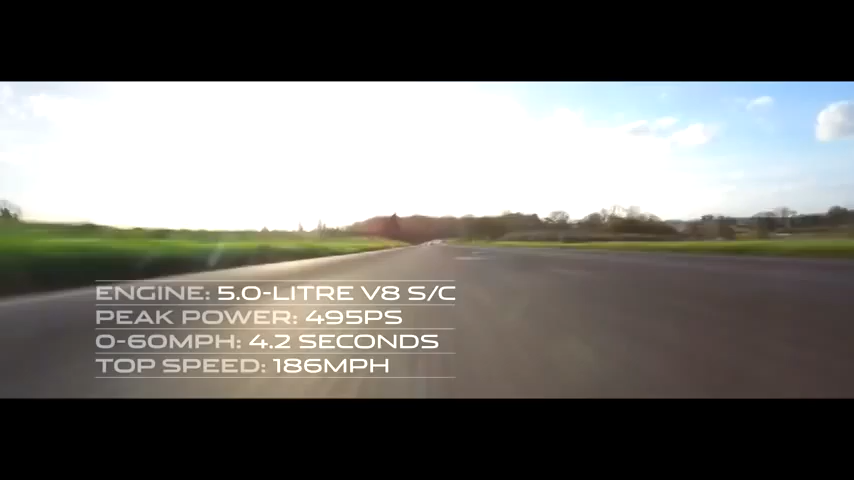 ENGINE: 5.0-LITRE V8 S/C
PEAK POWER: 495PS
0-60MPH: 4.2 SECONDS
TOP SPEED: 186MPH